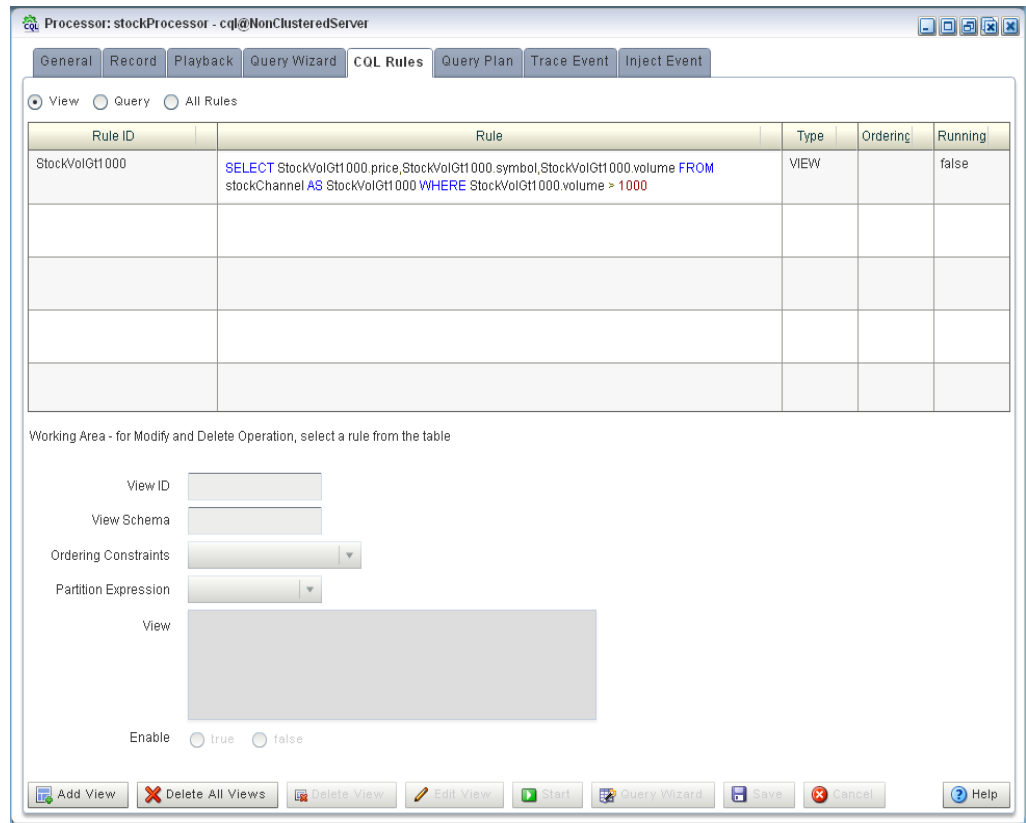 Processor: stockProcessor - cql@NonClusteredServer
General Record Playback Query Wizard CQL Rules Query Plan Trace Event Inject Event
View Query All Rules
Rule ID Rule Type Ordering Running
StockVolGt1000 SELECT StockVolGt1000.price,StockVolGt1000.symbol,StockVolGt1000.volume FROM VIEW false
stockChannel AS StockVolGt1000 WHERE StockVolGt1000.volume > 1000
Working Area - for Modify and Delete Operation, select a rule from the table
View ID
View Schema
Ordering Constraints
Partition Expression
View
Enable true false
Add View Delete All Views Delete View Edit View Start Query Wizard Save Cancel Help